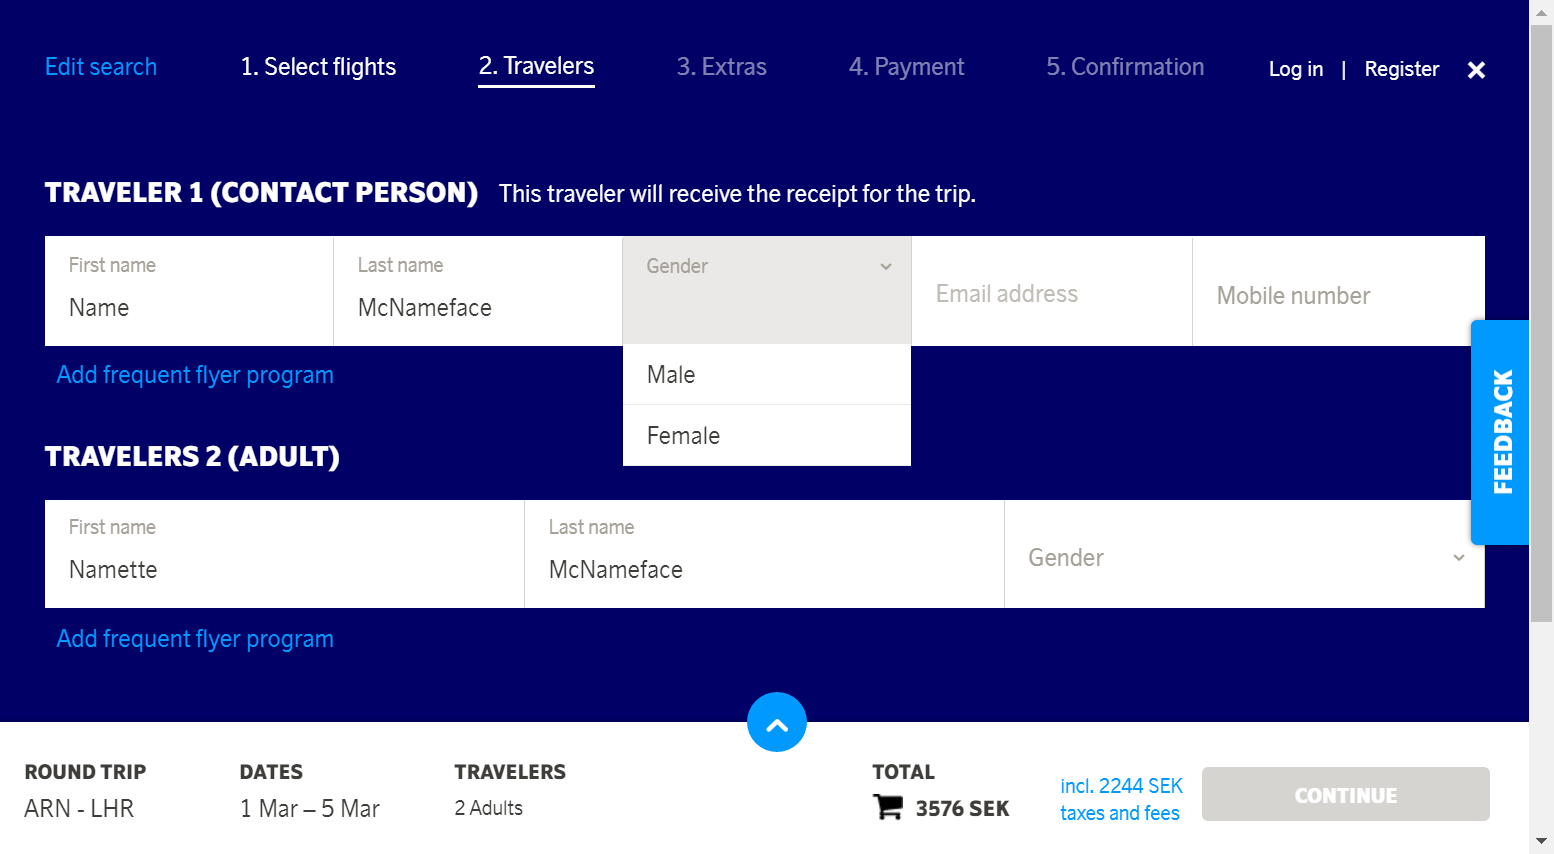 Edit search
1. Select flights
2. Travelers
3. Extras
4. Payment
5. Confirmation
Log in | Register
TRAVELER 1 (CONTACT PERSON) This traveler will receive the receipt for the trip.
First name
Name
Last name
McNameface
Gender
Male
Female
Email address
Mobile number
Add frequent flyer program
FEEDBACK
TRAVELERS 2 (ADULT)
First name
Namette
Last name
McNameface
Gender
Add frequent flyer program
ROUND TRIP
ARN - LHR
DATES
1 Mar – 5 Mar
TRAVELERS
2 Adults
TOTAL
3576 SEK
incl. 2244 SEK
taxes and fees
CONTINUE